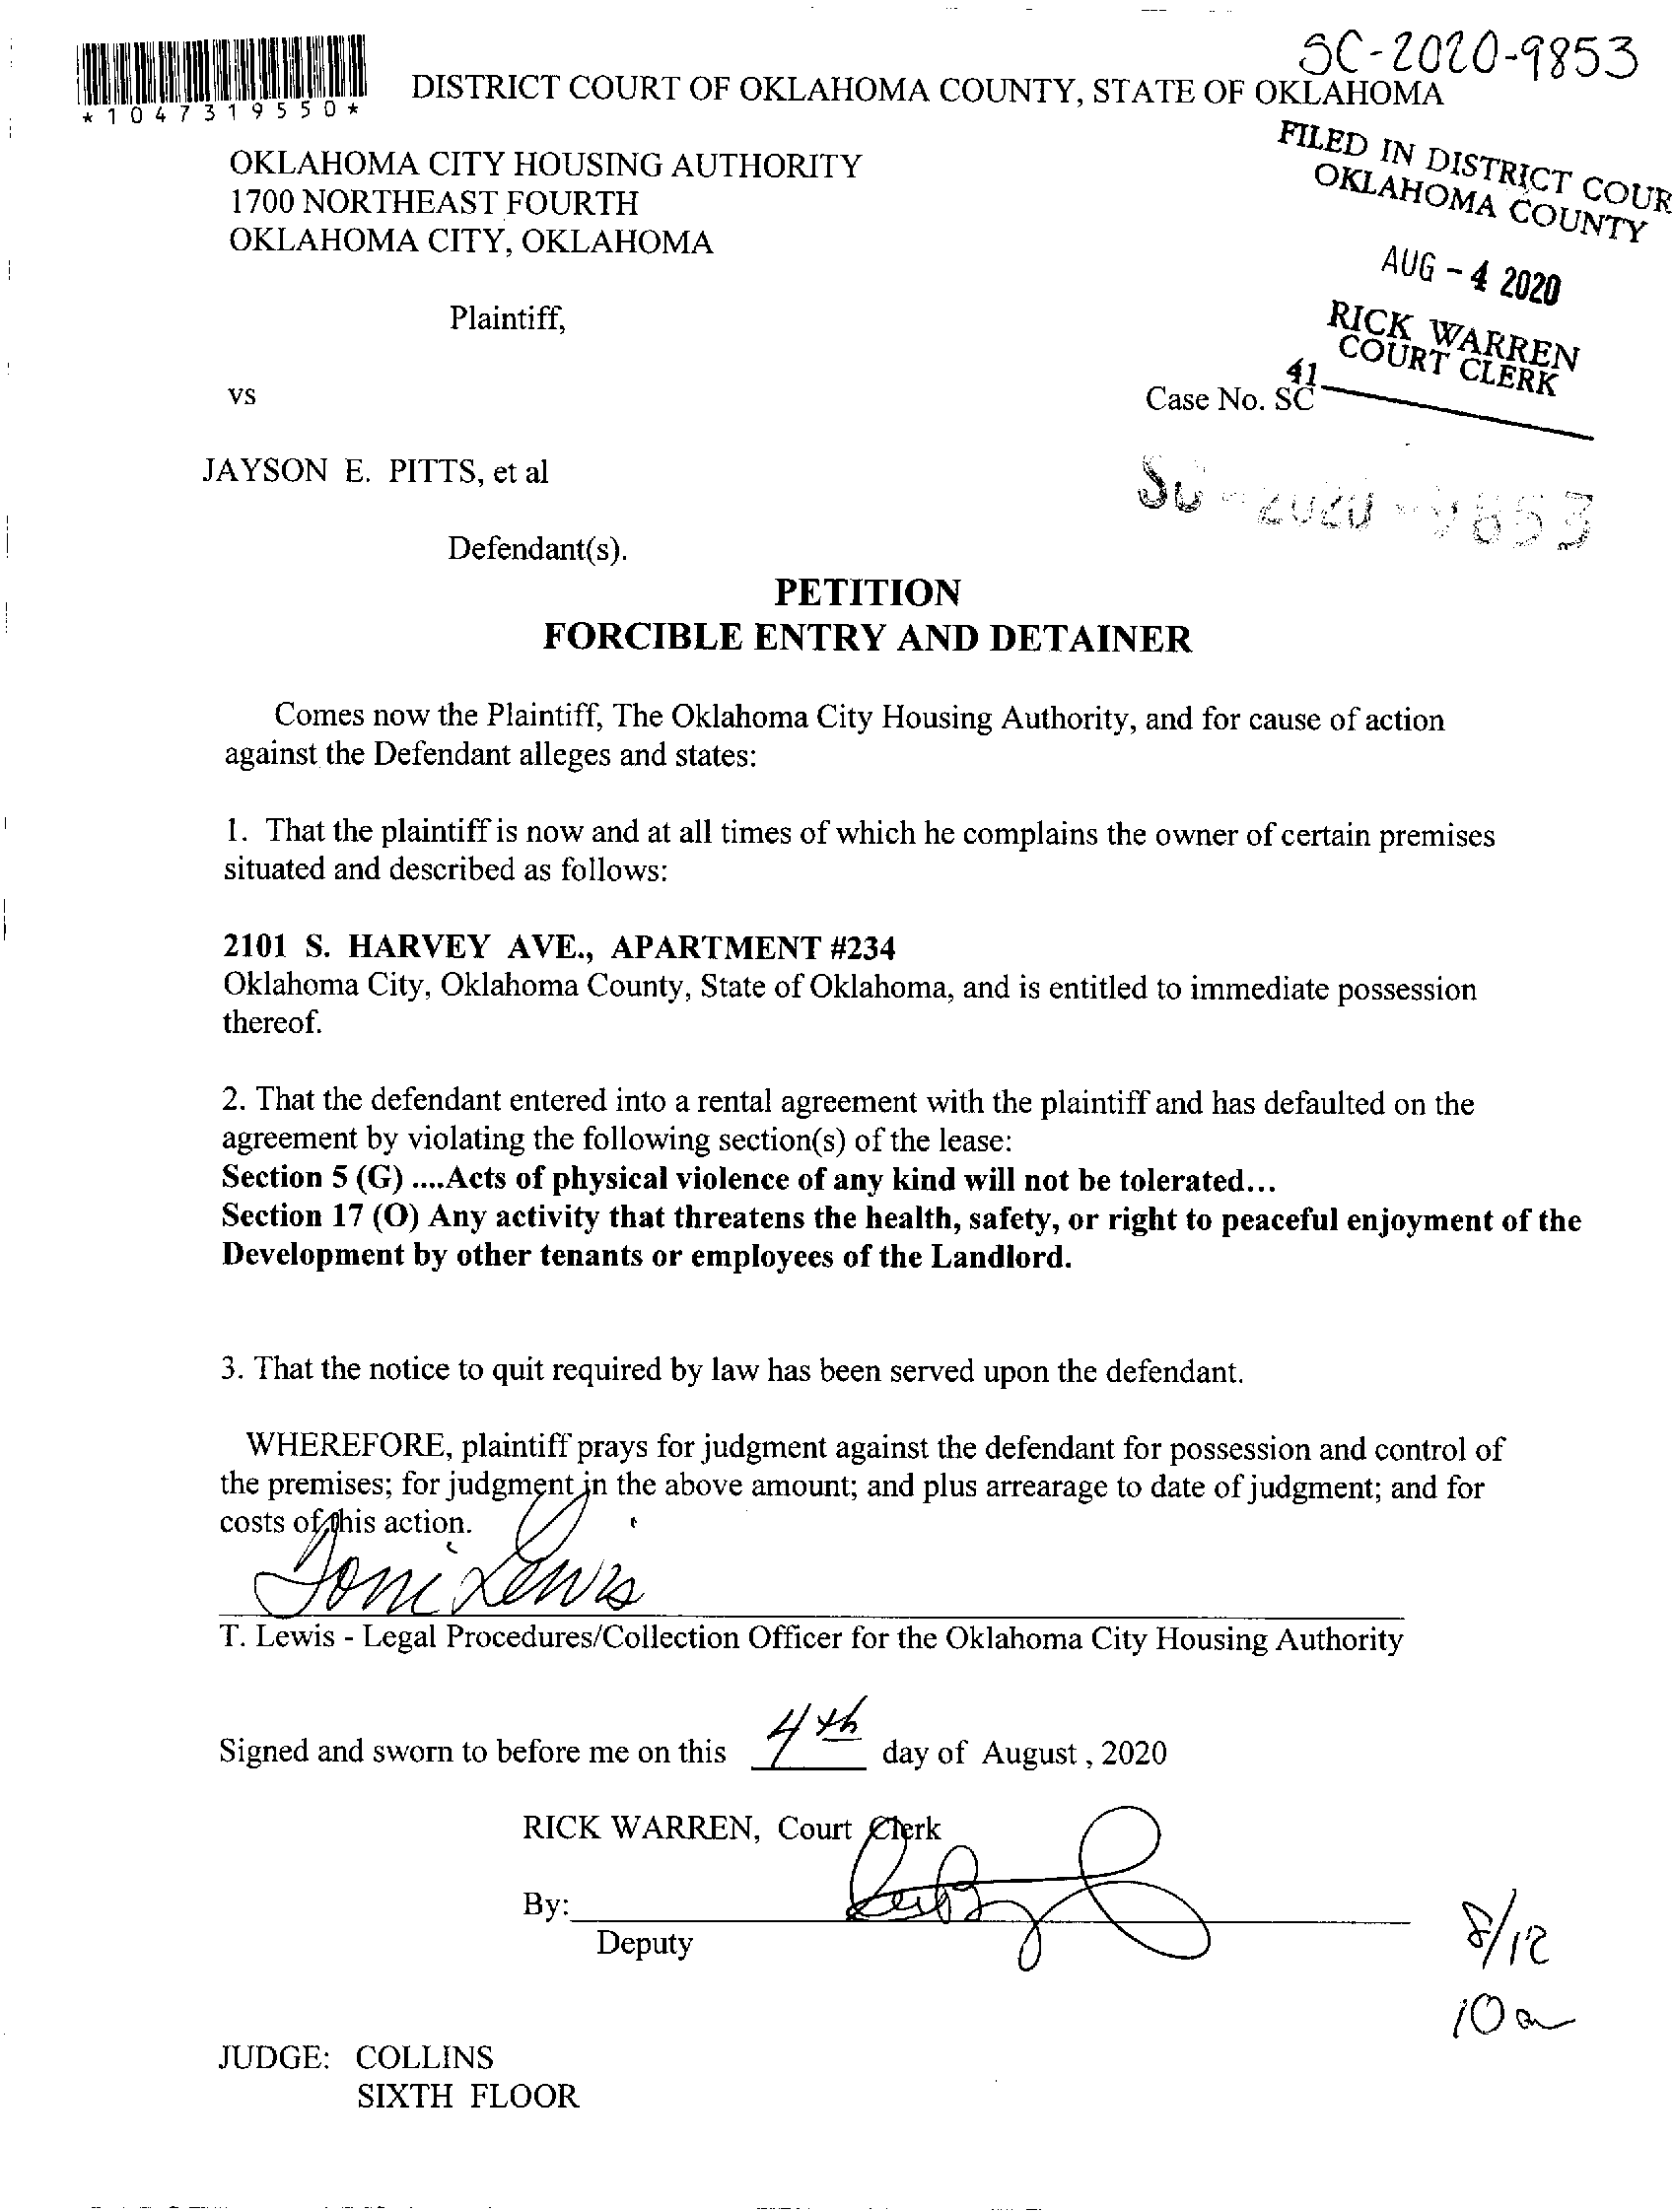 SC-2020-9853
*1047319550*
DISTRICT COURT OF OKLAHOMA COUNTY, STATE OF OKLAHOMA
FILED IN DISTRICT COUR
OKLAHOMA COUNTY
OKLAHOMA CITY HOUSING AUTHORITY
1700 NORTHEAST FOURTH
OKLAHOMA CITY, OKLAHOMA
AUG - 4 2020
Plaintiff,
RICK WARREN
COURT CLERK
41
vs
Case No. SC
JAYSON E. PITTS, et al
SC-2020-9853
Defendant(s).
PETITION
FORCIBLE ENTRY AND DETAINER
Comes now the Plaintiff, The Oklahoma City Housing Authority, and for cause of action
against the Defendant alleges and states:
1. That the plaintiff is now and at all times of which he complains the owner of certain premises
situated and described as follows:
2101 S. HARVEY AVE., APARTMENT #234
Oklahoma City, Oklahoma County, State of Oklahoma, and is entitled to immediate possession
thereof.
2. That the defendant entered into a rental agreement with the plaintiff and has defaulted on the
agreement by violating the following section(s) of the lease:
Section 5 (G) ....Acts of physical violence of any kind will not be tolerated...
Section 17 (O) Any activity that threatens the health, safety, or right to peaceful enjoyment of the
Development by other tenants or employees of the Landlord.
3. That the notice to quit required by law has been served upon the defendant.
WHEREFORE, plaintiff prays for judgment against the defendant for possession and control of
the premises; for judgment in the above amount; and plus arrearage to date of judgment; and for
costs of this action.
Toni Lewis
T. Lewis - Legal Procedures/Collection Officer for the Oklahoma City Housing Authority
Signed and sworn to before me on this 4th day of August , 2020
RICK WARREN, Court Clerk
By:
Deputy
8/12
10a
JUDGE: COLLINS
SIXTH FLOOR